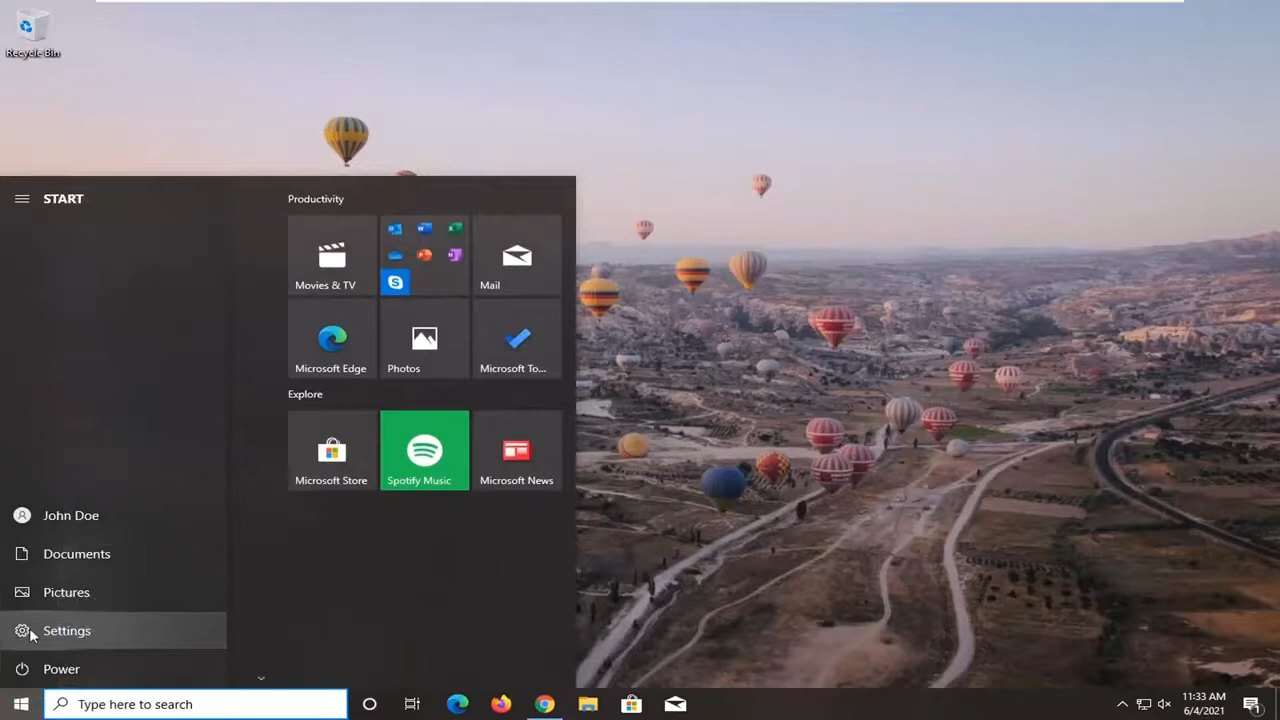 Recycle Bin
START
Productivity
Movies & TV
Mail
Microsoft Edge
Photos
Microsoft To...
Explore
Microsoft Store
Spotify Music
Microsoft News
John Doe
Documents
Pictures
Settings
Power
Type here to search
11:33 AM
6/4/2021
1